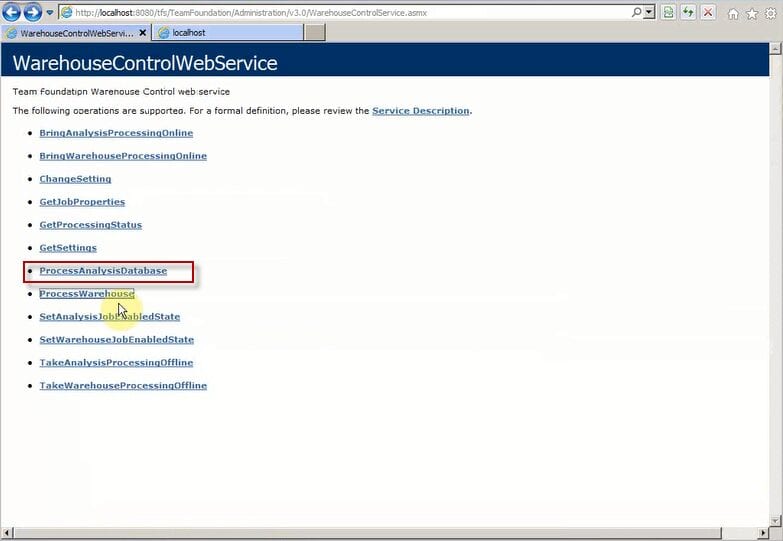 http://localhost:8080/tfs/TeamFoundation/Administration/v3.0/WarehouseControlService.asmx
WarehouseControlWebServi... localhost
WarehouseControlWebService
Team Foundation Warehouse Control web service
The following operations are supported. For a formal definition, please review the Service Description.
BringAnalysisProcessingOnline
BringWarehouseProcessingOnline
ChangeSetting
GetJobProperties
GetProcessingStatus
GetSettings
ProcessAnalysisDatabase
ProcessWarehouse
SetAnalysisJobEnabledState
SetWarehouseJobEnabledState
TakeAnalysisProcessingOffline
TakeWarehouseProcessingOffline